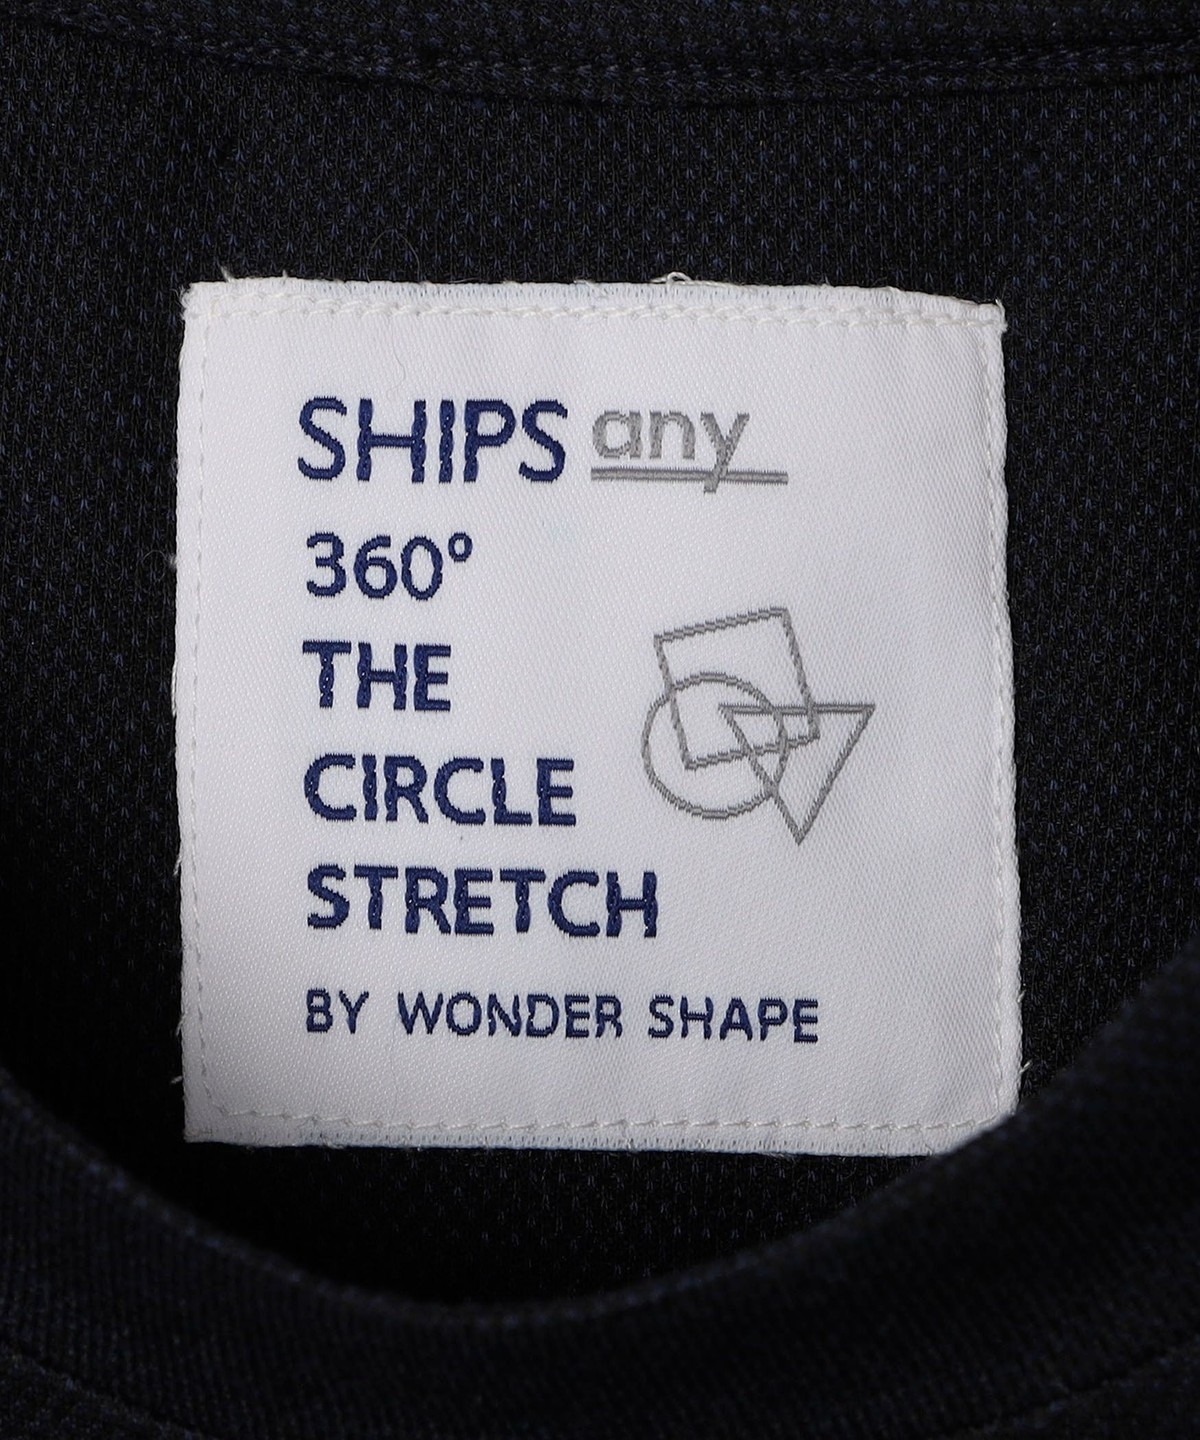 SHIPS any
360°
THE
CIRCLE
STRETCH
BY WONDER SHAPE